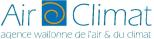 Air Climat
agence wallonne de l'air & du climat